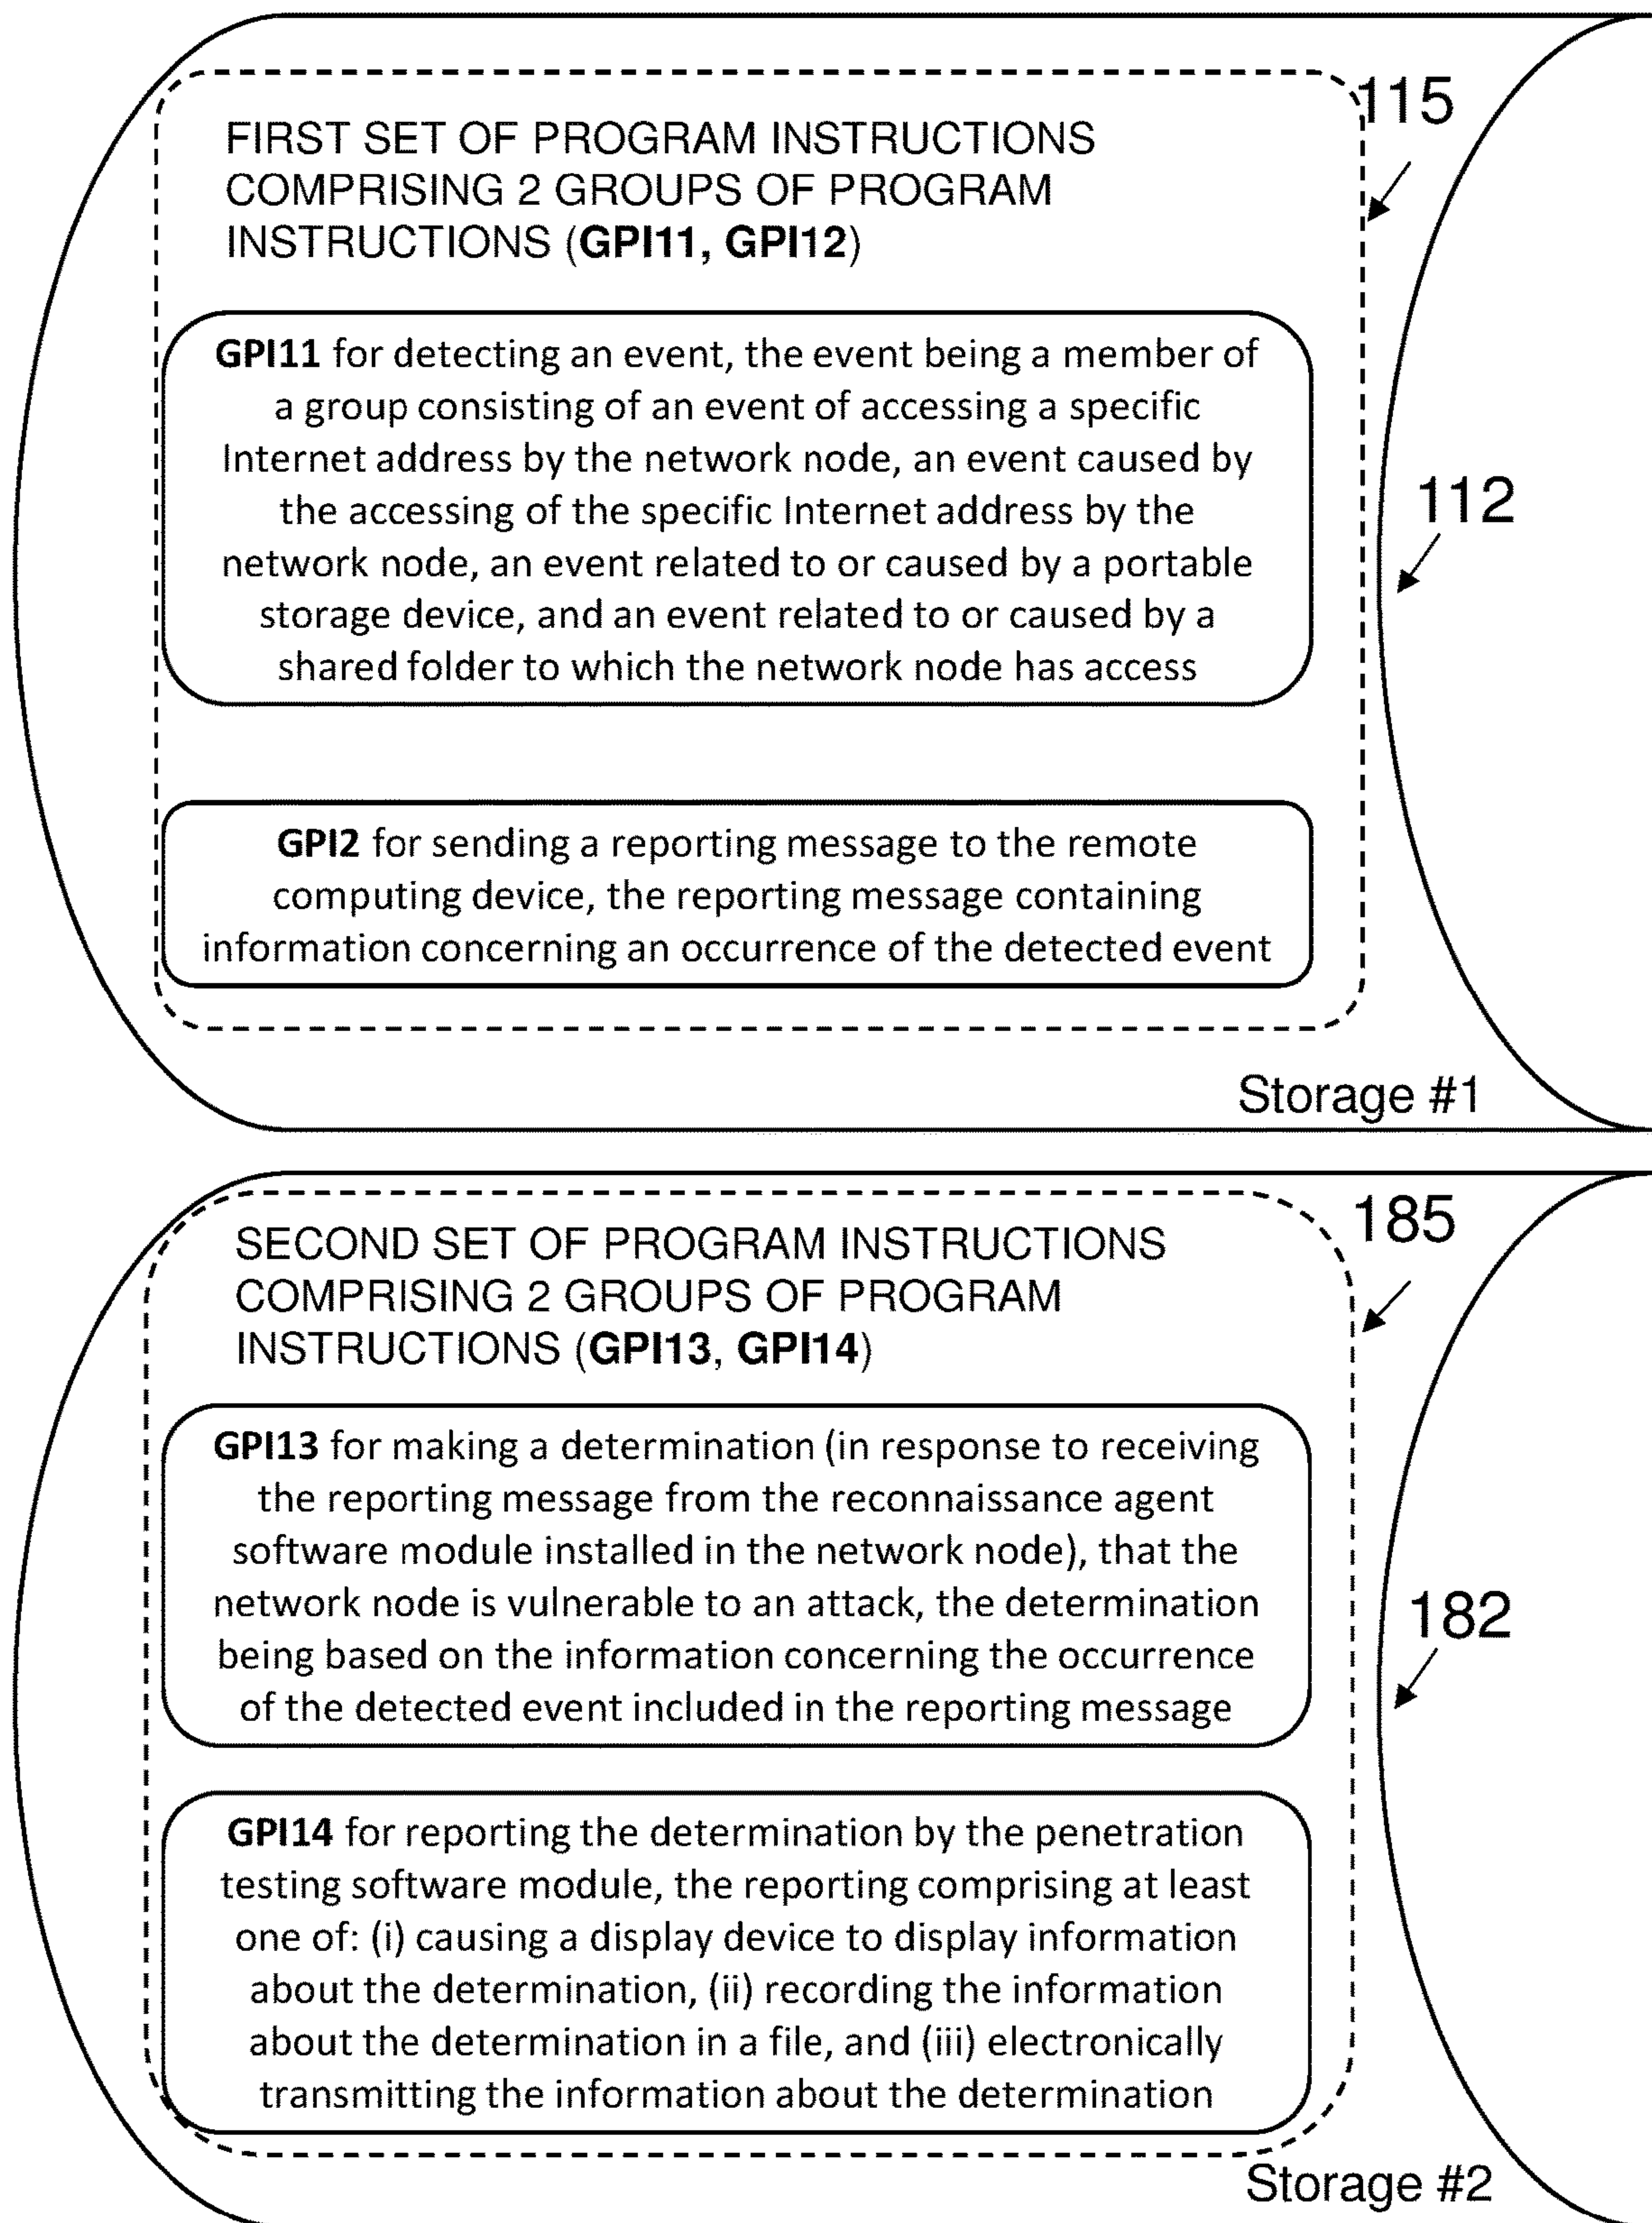 115
FIRST SET OF PROGRAM INSTRUCTIONS
COMPRISING 2 GROUPS OF PROGRAM
INSTRUCTIONS (GPI11, GPI12)
GPI11 for detecting an event, the event being a member of
a group consisting of an event of accessing a specific
Internet address by the network node, an event caused by
the accessing of the specific Internet address by the
network node, an event related to or caused by a portable
storage device, and an event related to or caused by a
shared folder to which the network node has access
112
GPI2 for sending a reporting message to the remote
computing device, the reporting message containing
information concerning an occurrence of the detected event
Storage #1
185
SECOND SET OF PROGRAM INSTRUCTIONS
COMPRISING 2 GROUPS OF PROGRAM
INSTRUCTIONS (GPI13, GPI14)
GPI13 for making a determination (in response to receiving
the reporting message from the reconnaissance agent
software module installed in the network node), that the
network node is vulnerable to an attack, the determination
being based on the information concerning the occurrence
of the detected event included in the reporting message
182
GPI14 for reporting the determination by the penetration
testing software module, the reporting comprising at least
one of: (i) causing a display device to display information
about the determination, (ii) recording the information
about the determination in a file, and (iii) electronically
transmitting the information about the determination
Storage #2